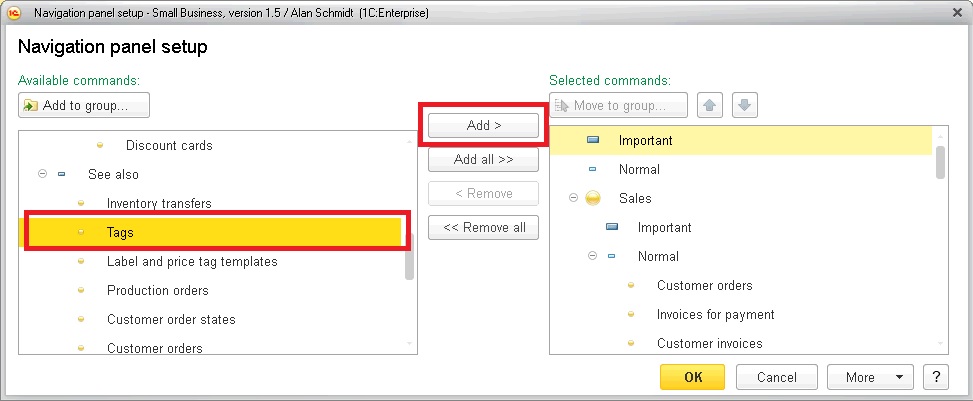 Navigation panel setup - Small Business, version 1.5 / Alan Schmidt (1C:Enterprise)
Navigation panel setup
Available commands:
Add to group...
Discount cards
See also
Inventory transfers
Tags
Label and price tag templates
Production orders
Customer order states
Customer orders
Add >
Add all >>
< Remove
<< Remove all
Selected commands:
Move to group...
Important
Normal
Sales
Important
Normal
Customer orders
Invoices for payment
Customer invoices
OK
Cancel
More
?